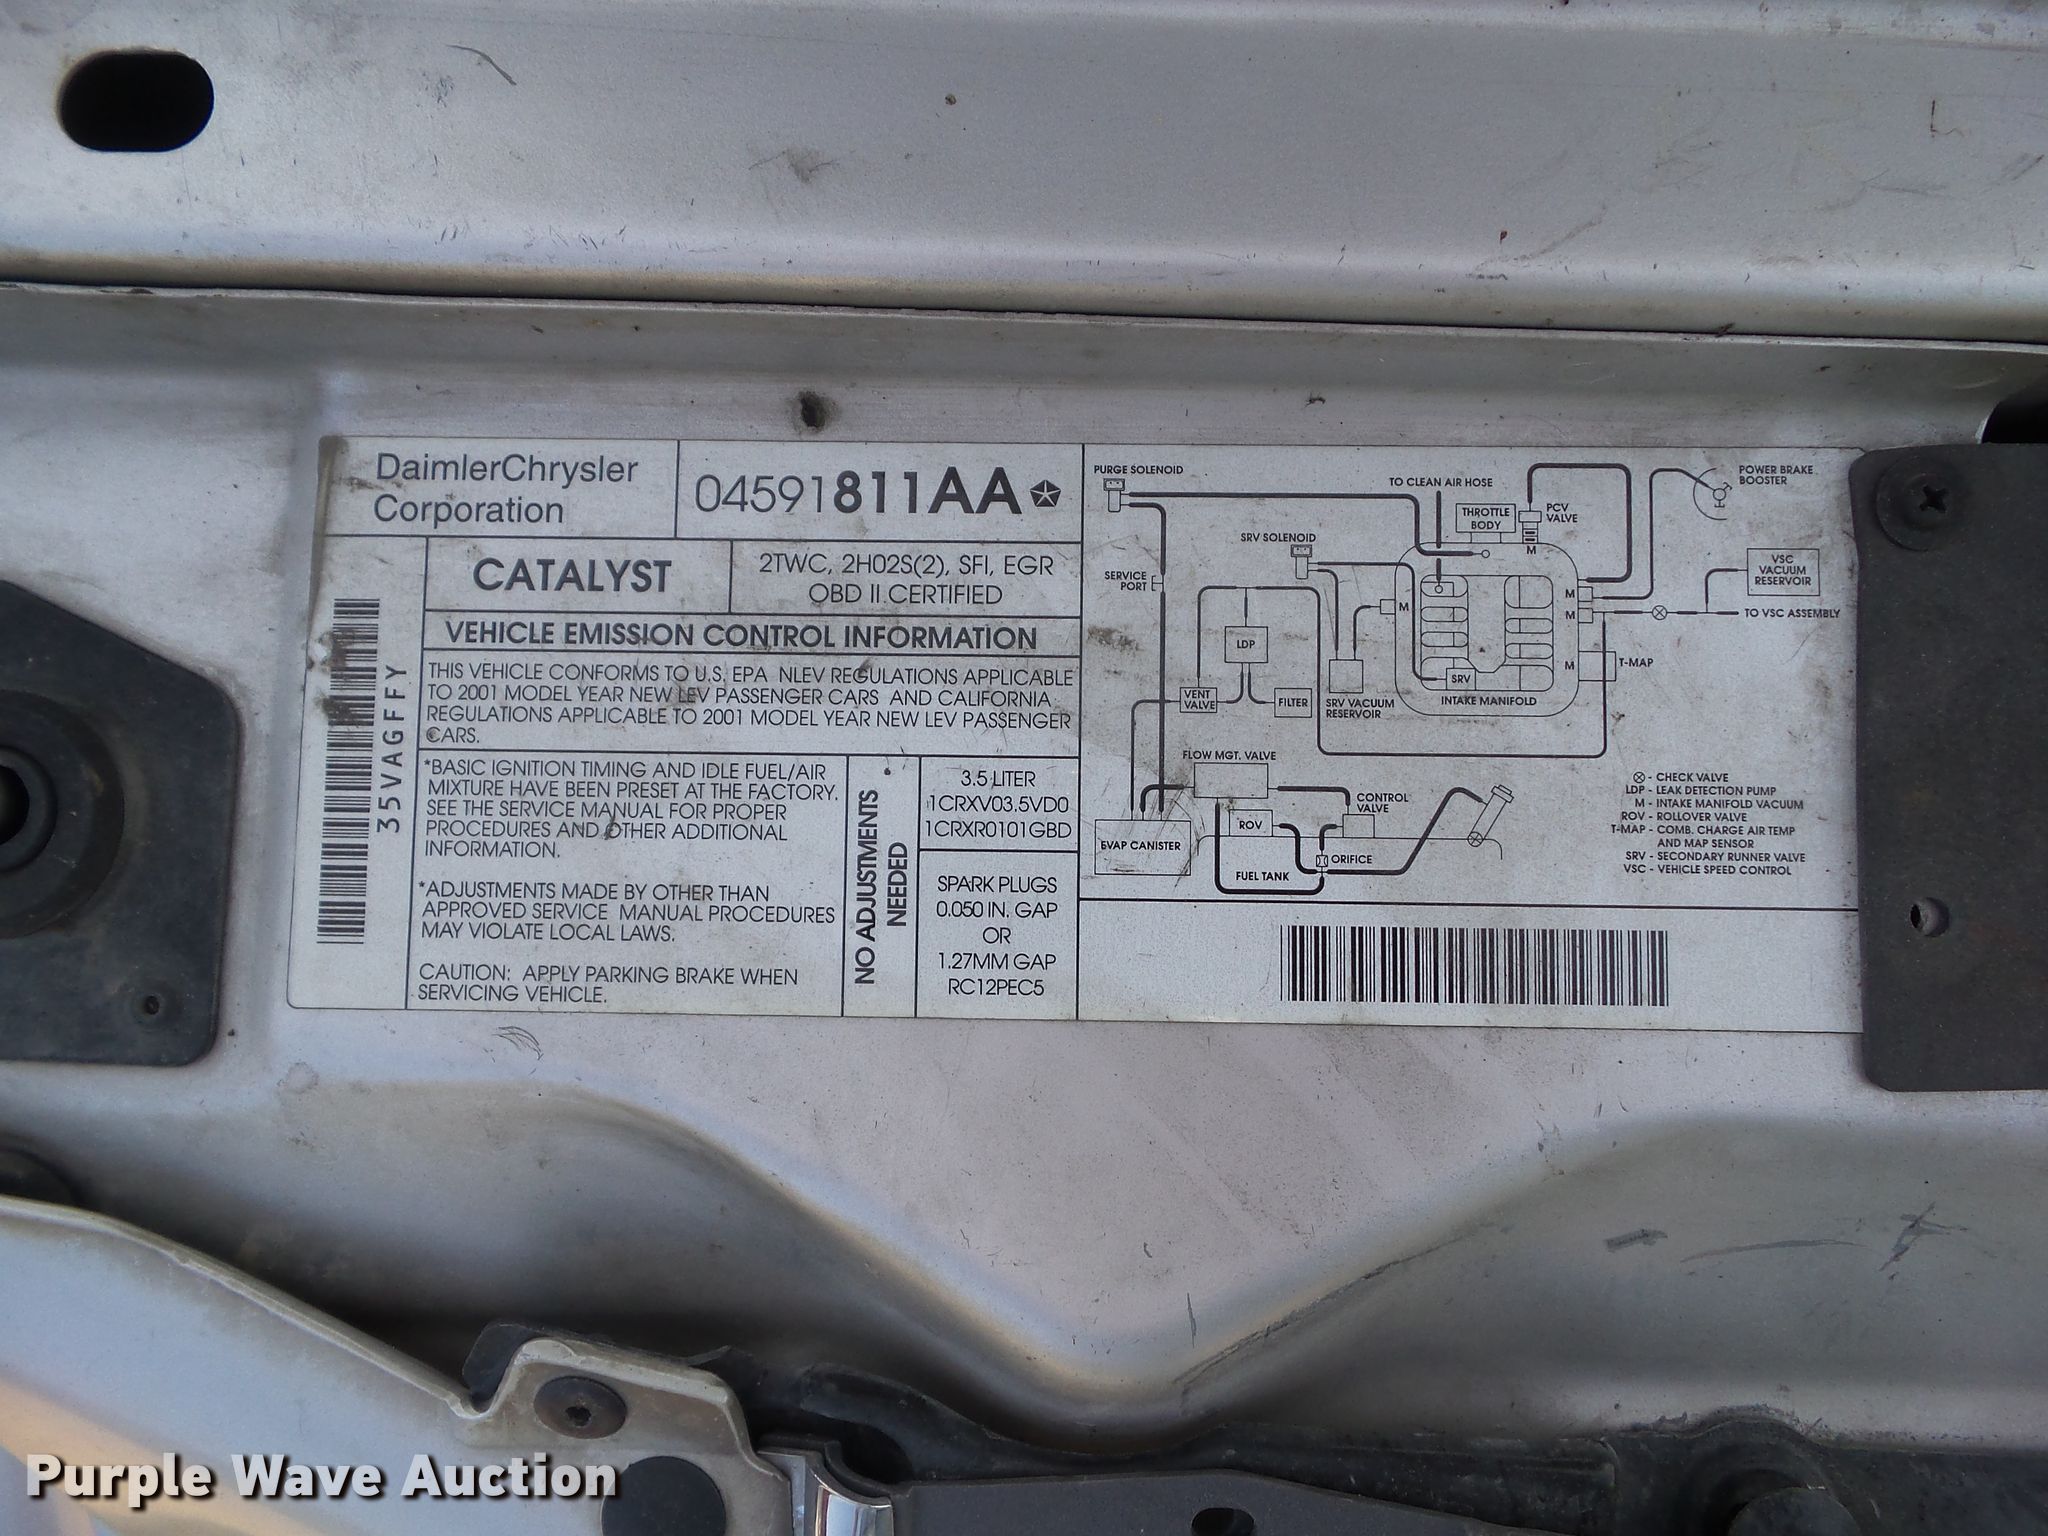 DaimlerChrysler
Corporation
04591811AA
CATALYST
2TWC, 2HO2S(2), SFI, EGR
OBD II CERTIFIED
VEHICLE EMISSION CONTROL INFORMATION
THIS VEHICLE CONFORMS TO U.S. EPA NLEV REGULATIONS APPLICABLE
TO 2001 MODEL YEAR NEW LEV PASSENGER CARS AND CALIFORNIA
REGULATIONS APPLICABLE TO 2001 MODEL YEAR NEW LEV PASSENGER
CARS.
35VAGFFY
*BASIC IGNITION TIMING AND IDLE FUEL/AIR
MIXTURE HAVE BEEN PRESET AT THE FACTORY.
SEE THE SERVICE MANUAL FOR PROPER
PROCEDURES AND OTHER ADDITIONAL
INFORMATION.
*ADJUSTMENTS MADE BY OTHER THAN
APPROVED SERVICE MANUAL PROCEDURES
MAY VIOLATE LOCAL LAWS.
CAUTION: APPLY PARKING BRAKE WHEN
SERVICING VEHICLE.
NO ADJUSTMENTS
NEEDED
3.5 LITER
1CRXV03.5VD0
1CRXR0101GBD
SPARK PLUGS
0.050 IN. GAP
OR
1.27MM GAP
RC12PEC5
PURGE SOLENOID
TO CLEAN AIR HOSE
THROTTLE
BODY
PCV
VALVE
M
POWER BRAKE
BOOSTER
SRV SOLENOID
SERVICE
PORT
VSC
VACUUM
RESERVOIR
M
M
M
TO VSC ASSEMBLY
LDP
M
T-MAP
SRV
VENT
VALVE
FILTER
SRV VACUUM
RESERVOIR
INTAKE MANIFOLD
FLOW MGT. VALVE
CONTROL
VALVE
ROV
EVAP CANISTER
ORIFICE
FUEL TANK
- CHECK VALVE
LDP - LEAK DETECTION PUMP
M - INTAKE MANIFOLD VACUUM
ROV - ROLLOVER VALVE
T-MAP - COMB. CHARGE AIR TEMP
AND MAP SENSOR
SRV - SECONDARY RUNNER VALVE
VSC - VEHICLE SPEED CONTROL
Purple Wave Auction